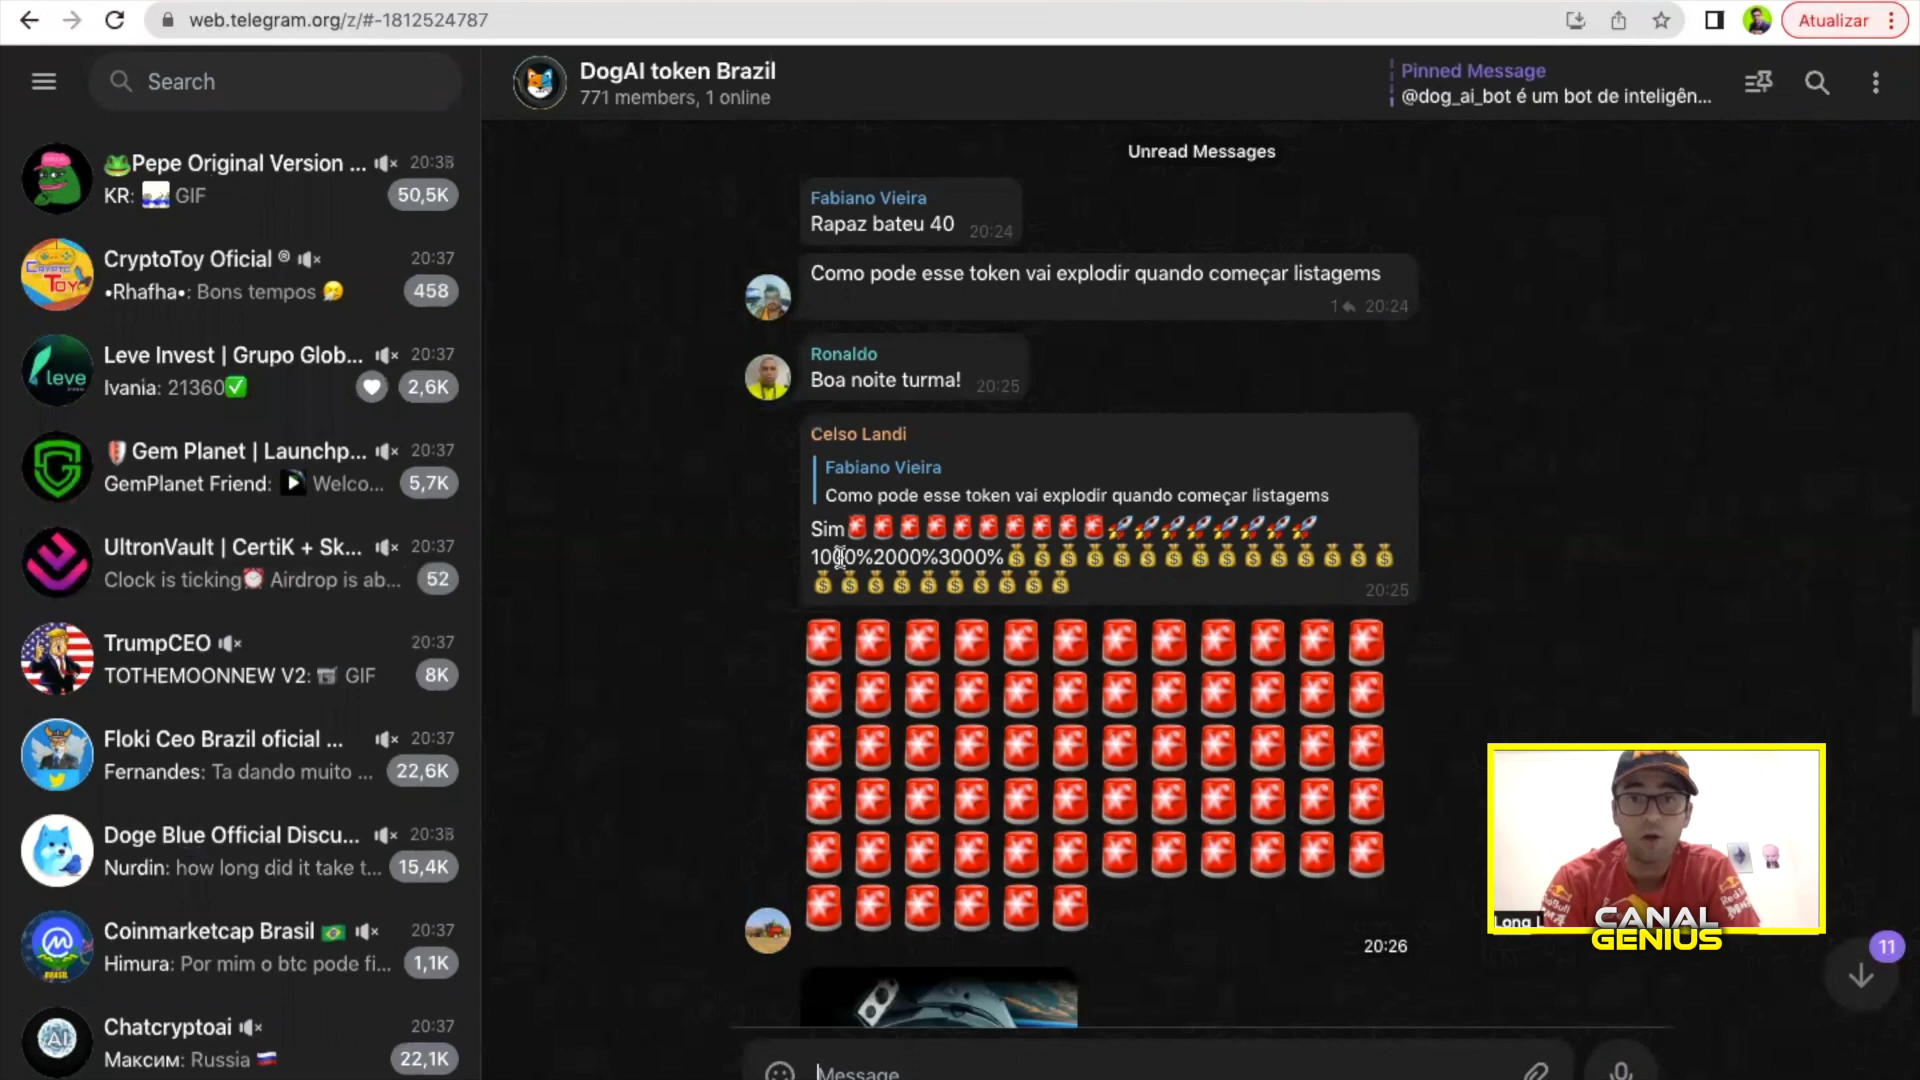 web.telegram.org/z/#-1812524787
Atualizar
Search
DogAI token Brazil
771 members, 1 online
Pinned Message
@dog_ai_bot é um bot de inteligên...
Pepe Original Version ...
20:38
KR: GIF
50,5K
CryptoToy Oficial ®
20:37
•Rhafha•: Bons tempos
458
Leve Invest | Grupo Glob...
20:37
Ivania: 21360
2,6K
Gem Planet | Launchp...
20:37
GemPlanet Friend: Welco...
5,7K
UltronVault | CertiK + Sk...
20:37
Clock is ticking Airdrop is ab...
52
TrumpCEO
20:37
TOTHEMOONNEW V2: GIF
8K
Floki Ceo Brazil oficial ...
20:37
Fernandes: Ta dando muito ...
22,6K
Doge Blue Official Discu...
20:38
Nurdin: how long did it take t...
15,4K
Coinmarketcap Brasil
20:37
Himura: Por mim o btc pode fi...
1,1K
Chatcryptoai
20:37
Максим: Russia
22,1K
Unread Messages
Fabiano Vieira
Rapaz bateu 40 20:24
Como pode esse token vai explodir quando começar listagems
1 20:24
Ronaldo
Boa noite turma! 20:25
Celso Landi
Fabiano Vieira
Como pode esse token vai explodir quando começar listagems
Sim
1000%2000%3000%
20:25
20:26
CANAL
GENIUS
11
Message